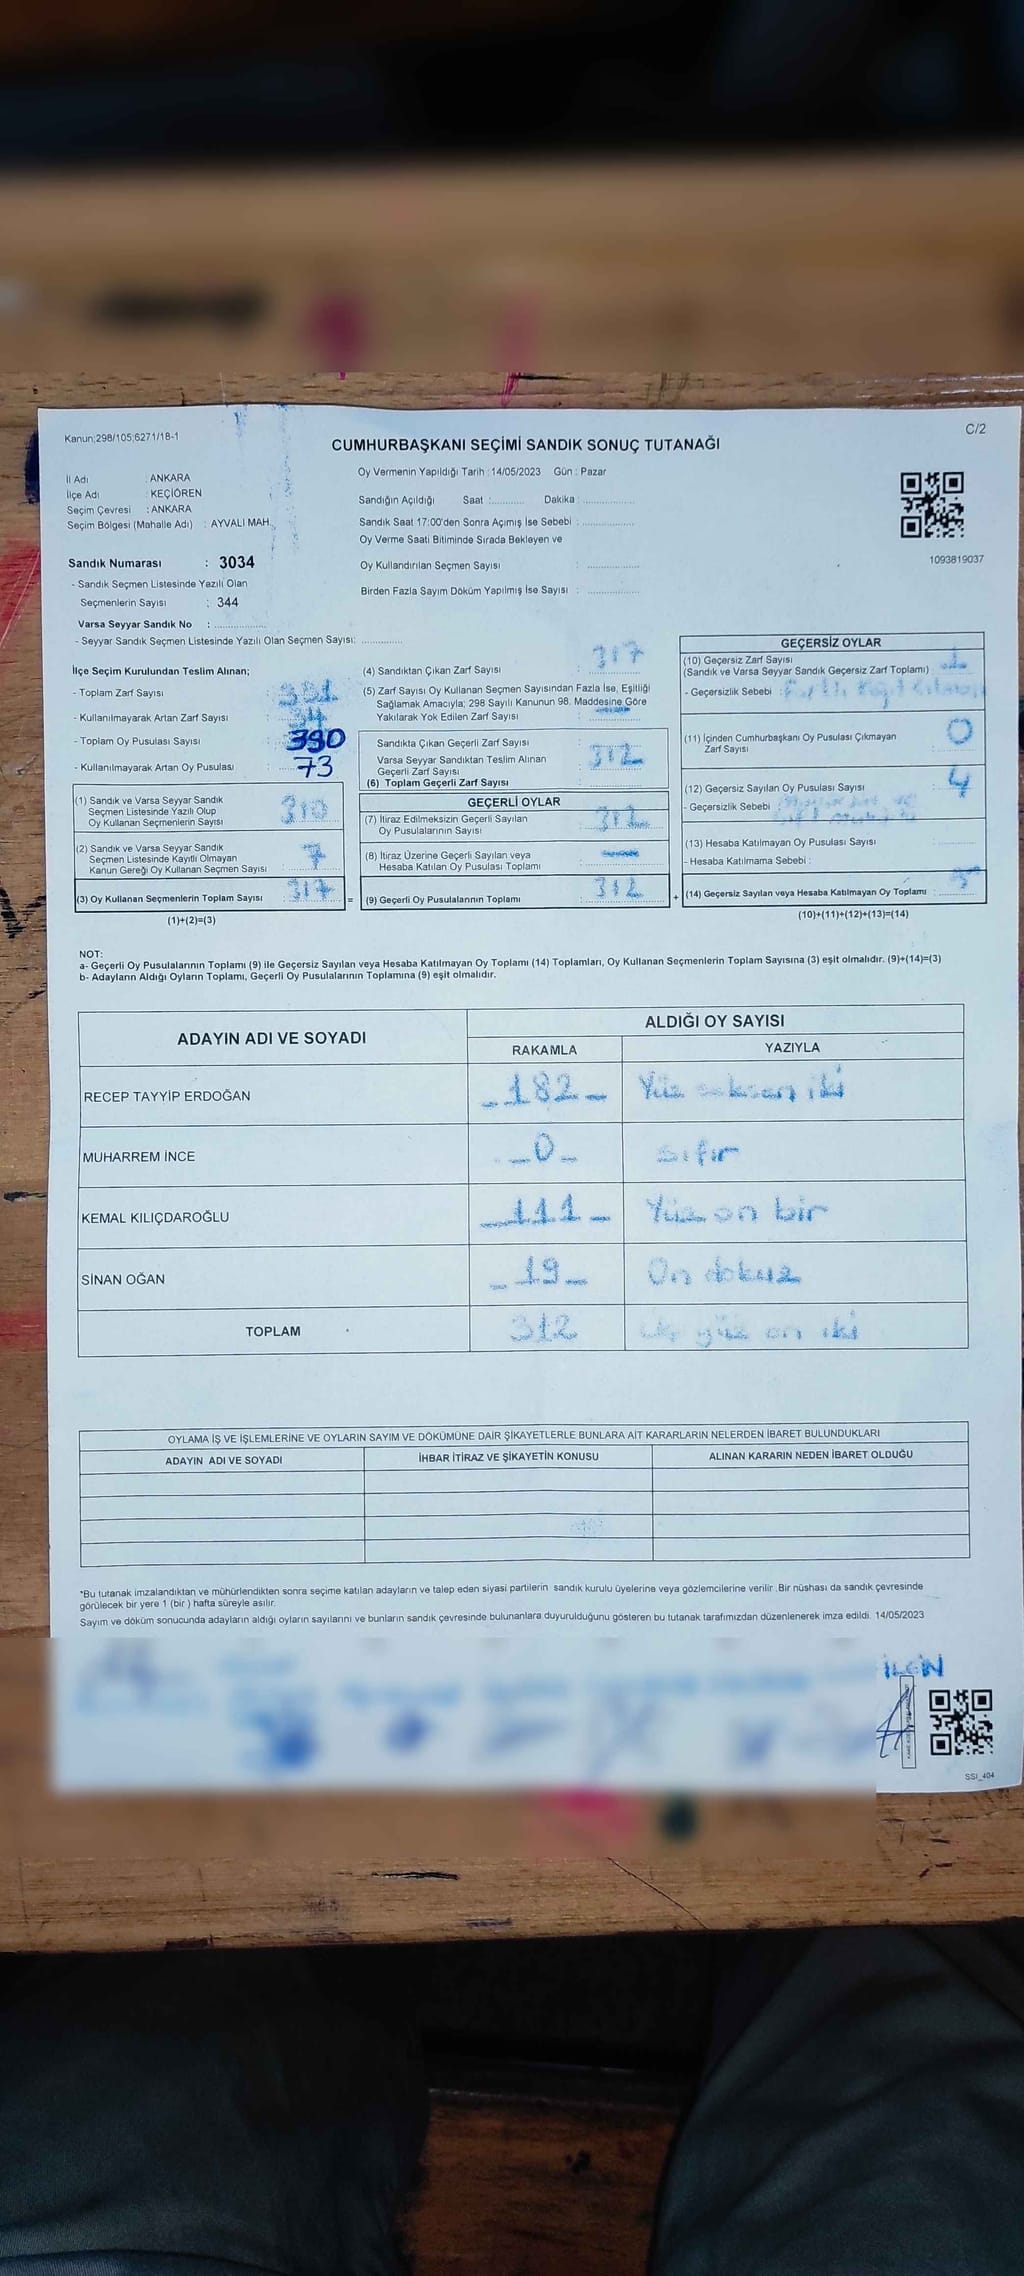 Kanun;298/105;6271/18-1
C/2
CUMHURBAŞKANI SEÇİMİ SANDIK SONUÇ TUTANAĞI
İl Adı : ANKARA
İlçe Adı : KEÇİÖREN
Seçim Çevresi : ANKARA
Seçim Bölgesi (Mahalle Adı) : AYVALI MAH.
Oy Vermenin Yapıldığı Tarih : 14/05/2023 Gün : Pazar
Sandığın Açıldığı Saat :........... Dakika :................
Sandık Saat 17:00'den Sonra Açımış İse Sebebi :................
Oy Verme Saati Bitiminde Sırada Bekleyen ve
Oy Kullandırılan Seçmen Sayısı :................
Birden Fazla Sayım Döküm Yapılmış İse Sayısı :................
1093819037
Sandık Numarası : 3034
- Sandık Seçmen Listesinde Yazılı Olan
Seçmenlerin Sayısı : 344
Varsa Seyyar Sandık No :................
- Seyyar Sandık Seçmen Listesinde Yazılı Olan Seçmen Sayısı: .............
İlçe Seçim Kurulundan Teslim Alınan;
- Toplam Zarf Sayısı :
- Kullanılmayarak Artan Zarf Sayısı :
- Toplam Oy Pusulası Sayısı : 390
- Kullanılmayarak Artan Oy Pusulası : 73
(1) Sandık ve Varsa Seyyar Sandık
Seçmen Listesinde Yazılı Olup
Oy Kullanan Seçmenlerin Sayısı : 310
(2) Sandık ve Varsa Seyyar Sandık
Seçmen Listesinde Kayıtlı Olmayan
Kanun Gereği Oy Kullanan Seçmen Sayısı : 7
(3) Oy Kullanan Seçmenlerin Toplam Sayısı : 317 =
(1)+(2)=(3)
(4) Sandıktan Çıkan Zarf Sayısı : 317
(5) Zarf Sayısı Oy Kullanan Seçmen Sayısından Fazla İse, Eşitliği
Sağlamak Amacıyla; 298 Sayılı Kanunun 98. Maddesine Göre
Yakılarak Yok Edilen Zarf Sayısı :
Sandıkta Çıkan Geçerli Zarf Sayısı : 312
Varsa Seyyar Sandıktan Teslim Alınan
Geçerli Zarf Sayısı :
(6) Toplam Geçerli Zarf Sayısı :
GEÇERLİ OYLAR
(7) İtiraz Edilmeksizin Geçerli Sayılan
Oy Pusulalarının Sayısı : 312
(8) İtiraz Üzerine Geçerli Sayılan veya
Hesaba Katılan Oy Pusulası Toplamı :
(9) Geçerli Oy Pusulalarının Toplamı : 312 +
GEÇERSİZ OYLAR
(10) Geçersiz Zarf Sayısı
(Sandık ve Varsa Seyyar Sandık Geçersiz Zarf Toplamı) : 1
- Geçersizlik Sebebi :
(11) İçinden Cumhurbaşkanı Oy Pusulası Çıkmayan
Zarf Sayısı : 0
(12) Geçersiz Sayılan Oy Pusulası Sayısı : 4
- Geçersizlik Sebebi :
(13) Hesaba Katılmayan Oy Pusulası Sayısı :
- Hesaba Katılmama Sebebi :
(14) Geçersiz Sayılan veya Hesaba Katılmayan Oy Toplamı : 5
(10)+(11)+(12)+(13)=(14)
NOT:
a- Geçerli Oy Pusulalarının Toplamı (9) ile Geçersiz Sayılan veya Hesaba Katılmayan Oy Toplamı (14) Toplamları, Oy Kullanan Seçmenlerin Toplam Sayısına (3) eşit olmalıdır. (9)+(14)=(3)
b- Adayların Aldığı Oyların Toplamı, Geçerli Oy Pusulalarının Toplamına (9) eşit olmalıdır.
ADAYIN ADI VE SOYADI ALDIĞI OY SAYISI
RAKAMLA YAZIYLA
RECEP TAYYİP ERDOĞAN _182_ Yüz seksen iki
MUHARREM İNCE _0_ sıfır
KEMAL KILIÇDAROĞLU _111_ Yüz on bir
SİNAN OĞAN _19_ On dokuz
TOPLAM 312 üç yüz on iki
OYLAMA İŞ VE İŞLEMLERİNE VE OYLARIN SAYIM VE DÖKÜMÜNE DAİR ŞİKAYETLERLE BUNLARA AİT KARARLARIN NELERDEN İBARET BULUNDUKLARI
ADAYIN ADI VE SOYADI İHBAR İTİRAZ VE ŞİKAYETİN KONUSU ALINAN KARARIN NEDEN İBARET OLDUĞU
*Bu tutanak imzalandıktan ve mühürlendikten sonra seçime katılan adayların ve talep eden siyasi partilerin sandık kurulu üyelerine veya gözlemcilerine verilir .Bir nüshası da sandık çevresinde
görülecek bir yere 1 (bir ) hafta süreyle asılır.
Sayım ve döküm sonucunda adayların aldığı oyların sayılarını ve bunların sandık çevresinde bulunanlara duyurulduğunu gösteren bu tutanak tarafımızdan düzenlenerek imza edildi. 14/05/2023
SSI_404